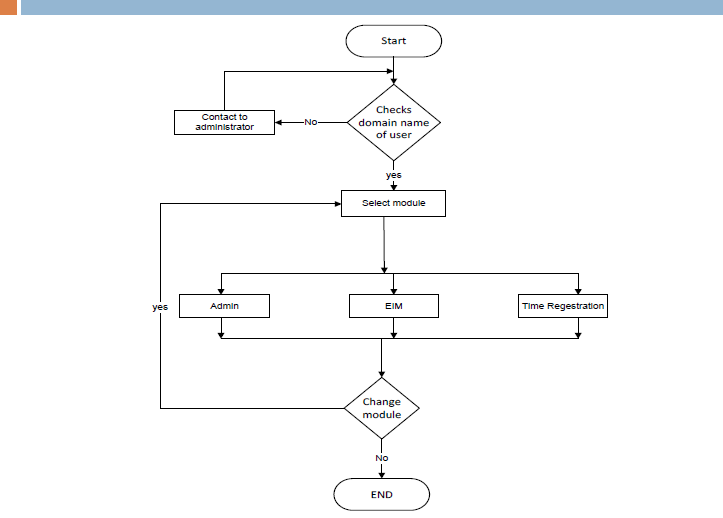 Start
Checks
domain name
of user
No
Contact to
administrator
yes
Select module
yes
Admin
EIM
Time Regestration
Change
module
No
END